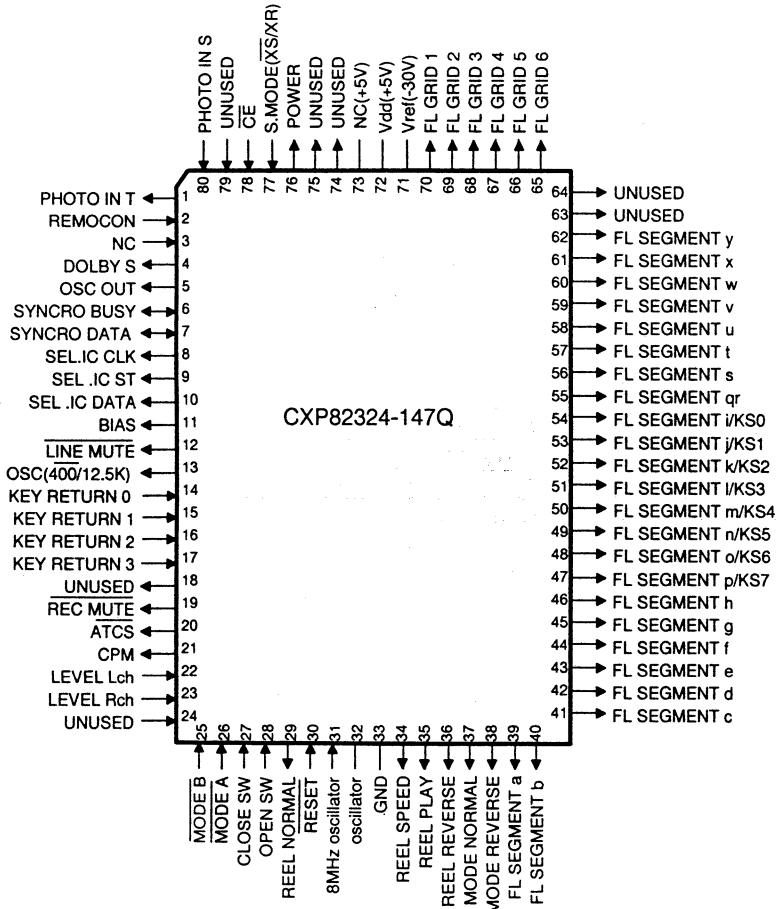 PHOTO IN S
UNUSED
CE
S.MODE(XS/XR)
POWER
UNUSED
UNUSED
NC(+5V)
Vdd(+5V)
Vref(-30V)
FL GRID 1
FL GRID 2
FL GRID 3
FL GRID 4
FL GRID 5
FL GRID 6
80 79 78 77 76 75 74 73 72 71 70 69 68 67 66 65
PHOTO IN T 1
REMOCON 2
NC 3
DOLBY S 4
OSC OUT 5
SYNCRO BUSY 6
SYNCRO DATA 7
SEL.IC CLK 8
SEL .IC ST 9
SEL .IC DATA 10
BIAS 11
LINE MUTE 12
OSC(400/12.5K) 13
KEY RETURN 0 14
KEY RETURN 1 15
KEY RETURN 2 16
KEY RETURN 3 17
UNUSED 18
REC MUTE 19
ATCS 20
CPM 21
LEVEL Lch 22
LEVEL Rch 23
UNUSED 24
CXP82324-147Q
64 UNUSED
63 UNUSED
62 FL SEGMENT y
61 FL SEGMENT x
60 FL SEGMENT w
59 FL SEGMENT v
58 FL SEGMENT u
57 FL SEGMENT t
56 FL SEGMENT s
55 FL SEGMENT qr
54 FL SEGMENT i/KS0
53 FL SEGMENT j/KS1
52 FL SEGMENT k/KS2
51 FL SEGMENT l/KS3
50 FL SEGMENT m/KS4
49 FL SEGMENT n/KS5
48 FL SEGMENT o/KS6
47 FL SEGMENT p/KS7
46 FL SEGMENT h
45 FL SEGMENT g
44 FL SEGMENT f
43 FL SEGMENT e
42 FL SEGMENT d
41 FL SEGMENT c
25 26 27 28 29 30 31 32 33 34 35 36 37 38 39 40
MODE B
MODE A
CLOSE SW
OPEN SW
REEL NORMAL
RESET
8MHz oscillator
oscillator
GND
REEL SPEED
REEL PLAY
REEL REVERSE
MODE NORMAL
MODE REVERSE
FL SEGMENT a
FL SEGMENT b